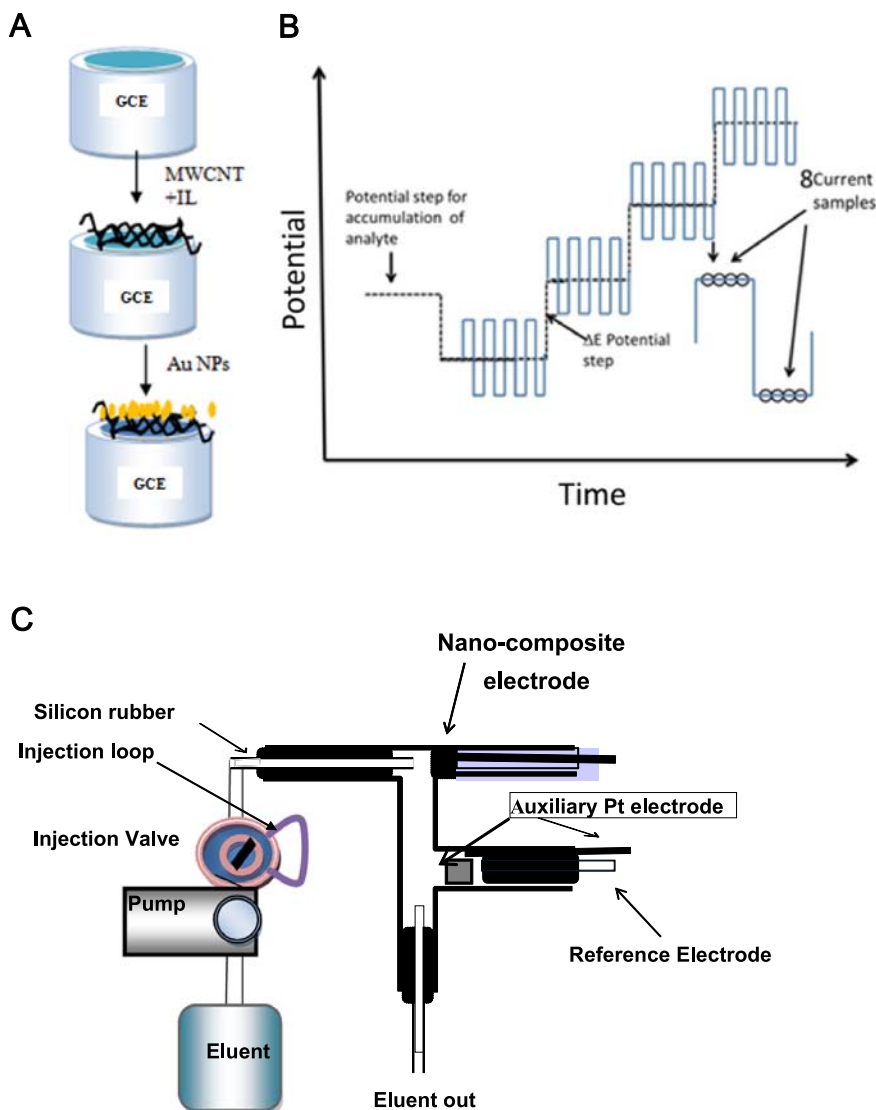 A
GCE
MWCNT
+IL
GCE
Au NPs
GCE
B
Potential
Potential step for
accumulation of
analyte
ΔE Potential
step
8Current
samples
Time
C
Nano-composite
electrode
Silicon rubber
Injection loop
Injection Valve
Auxiliary Pt electrode
Pump
Reference Electrode
Eluent
Eluent out